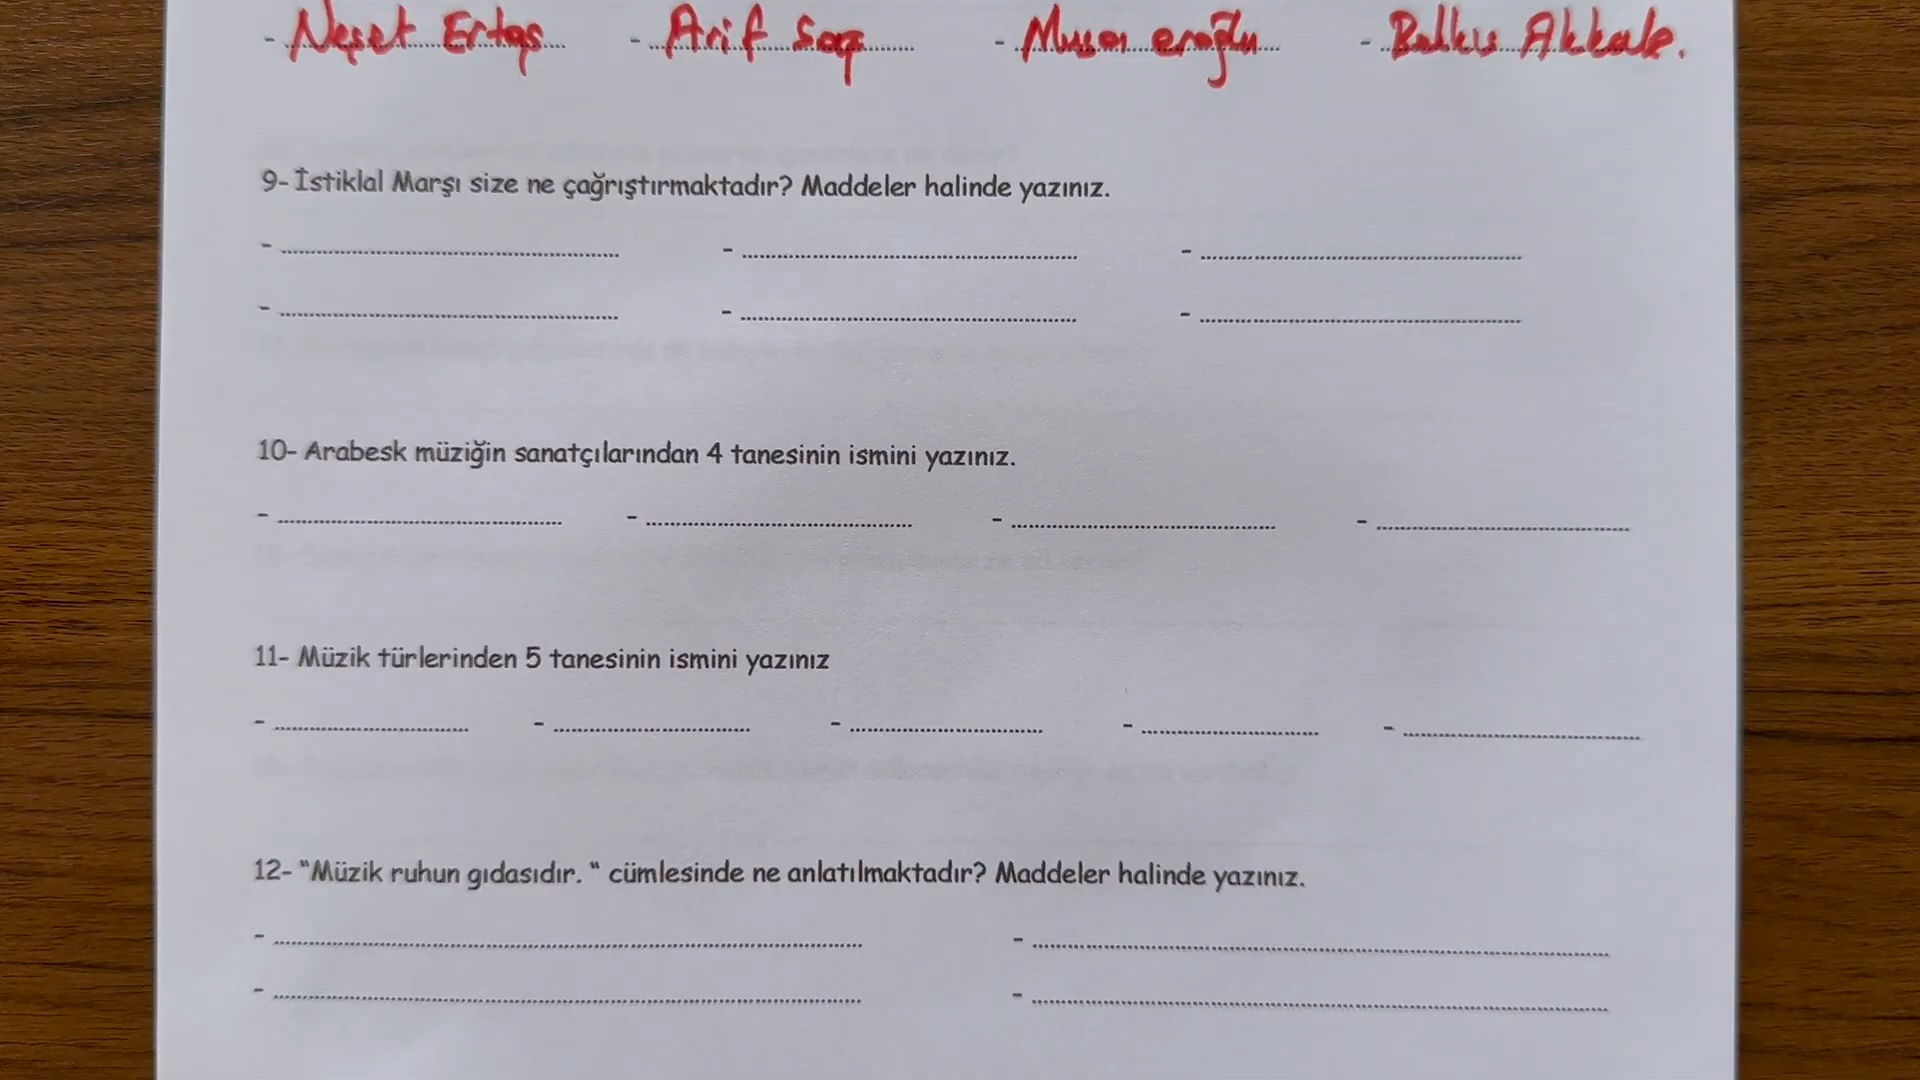 - Neşet Ertaş - Arif Sağ - Musa eroğlu - Belkıs Akkale.
9- İstiklal Marşı size ne çağrıştırmaktadır? Maddeler halinde yazınız.
- ........ - ........ - ........
- ........ - ........ - ........
10- Arabesk müziğin sanatçılarından 4 tanesinin ismini yazınız.
- ........ - ........ - ........ - ........
11- Müzik türlerinden 5 tanesinin ismini yazınız
- ........ - ........ - ........ - ........ - ........
12- "Müzik ruhun gıdasıdır. " cümlesinde ne anlatılmaktadır? Maddeler halinde yazınız.
- ........ - ........
- ........ - ........